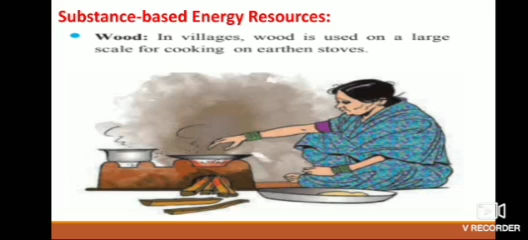 Substance-based Energy Resources:
• Wood: In villages, wood is used on a large
scale for cooking on earthen stoves.
V RECORDER